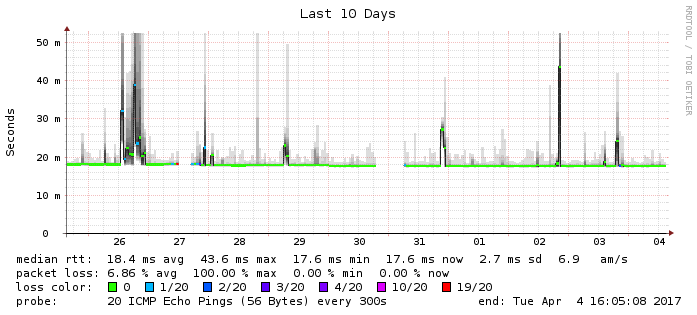 Last 10 Days
RRDTOOL / TOBI OETIKER
Seconds
50 m
40 m
30 m
20 m
10 m
0
26 27 28 29 30 31 01 02 03 04
median rtt: 18.4 ms avg 43.6 ms max 17.6 ms min 17.6 ms now 2.7 ms sd 6.9 am/s
packet loss: 6.86 % avg 100.00 % max 0.00 % min 0.00 % now
loss color: 0 1/20 2/20 3/20 4/20 10/20 19/20
probe: 20 ICMP Echo Pings (56 Bytes) every 300s end: Tue Apr 4 16:05:08 2017